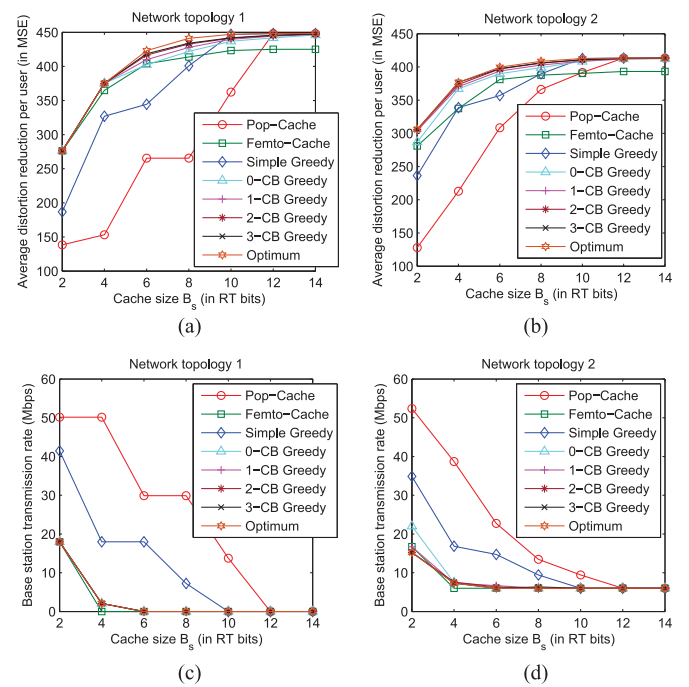 Network topology 1
Average distortion reduction per user (in MSE)
450
400
350
300
250
200
150
100
Pop-Cache
Femto-Cache
Simple Greedy
0-CB Greedy
1-CB Greedy
2-CB Greedy
3-CB Greedy
Optimum
2 4 6 8 10 12 14
Cache size Bs (in RT bits)
(a)
Network topology 2
Average distortion reduction per user (in MSE)
450
400
350
300
250
200
150
100
Pop-Cache
Femto-Cache
Simple Greedy
0-CB Greedy
1-CB Greedy
2-CB Greedy
3-CB Greedy
Optimum
2 4 6 8 10 12 14
Cache size Bs (in RT bits)
(b)
Network topology 1
Base station transmission rate (Mbps)
60
50
40
30
20
10
0
Pop-Cache
Femto-Cache
Simple Greedy
0-CB Greedy
1-CB Greedy
2-CB Greedy
3-CB Greedy
Optimum
2 4 6 8 10 12 14
Cache size Bs (in RT bits)
(c)
Network topology 2
Base station transmission rate (Mbps)
60
50
40
30
20
10
0
Pop-Cache
Femto-Cache
Simple Greedy
0-CB Greedy
1-CB Greedy
2-CB Greedy
3-CB Greedy
Optimum
2 4 6 8 10 12 14
Cache size Bs (in RT bits)
(d)